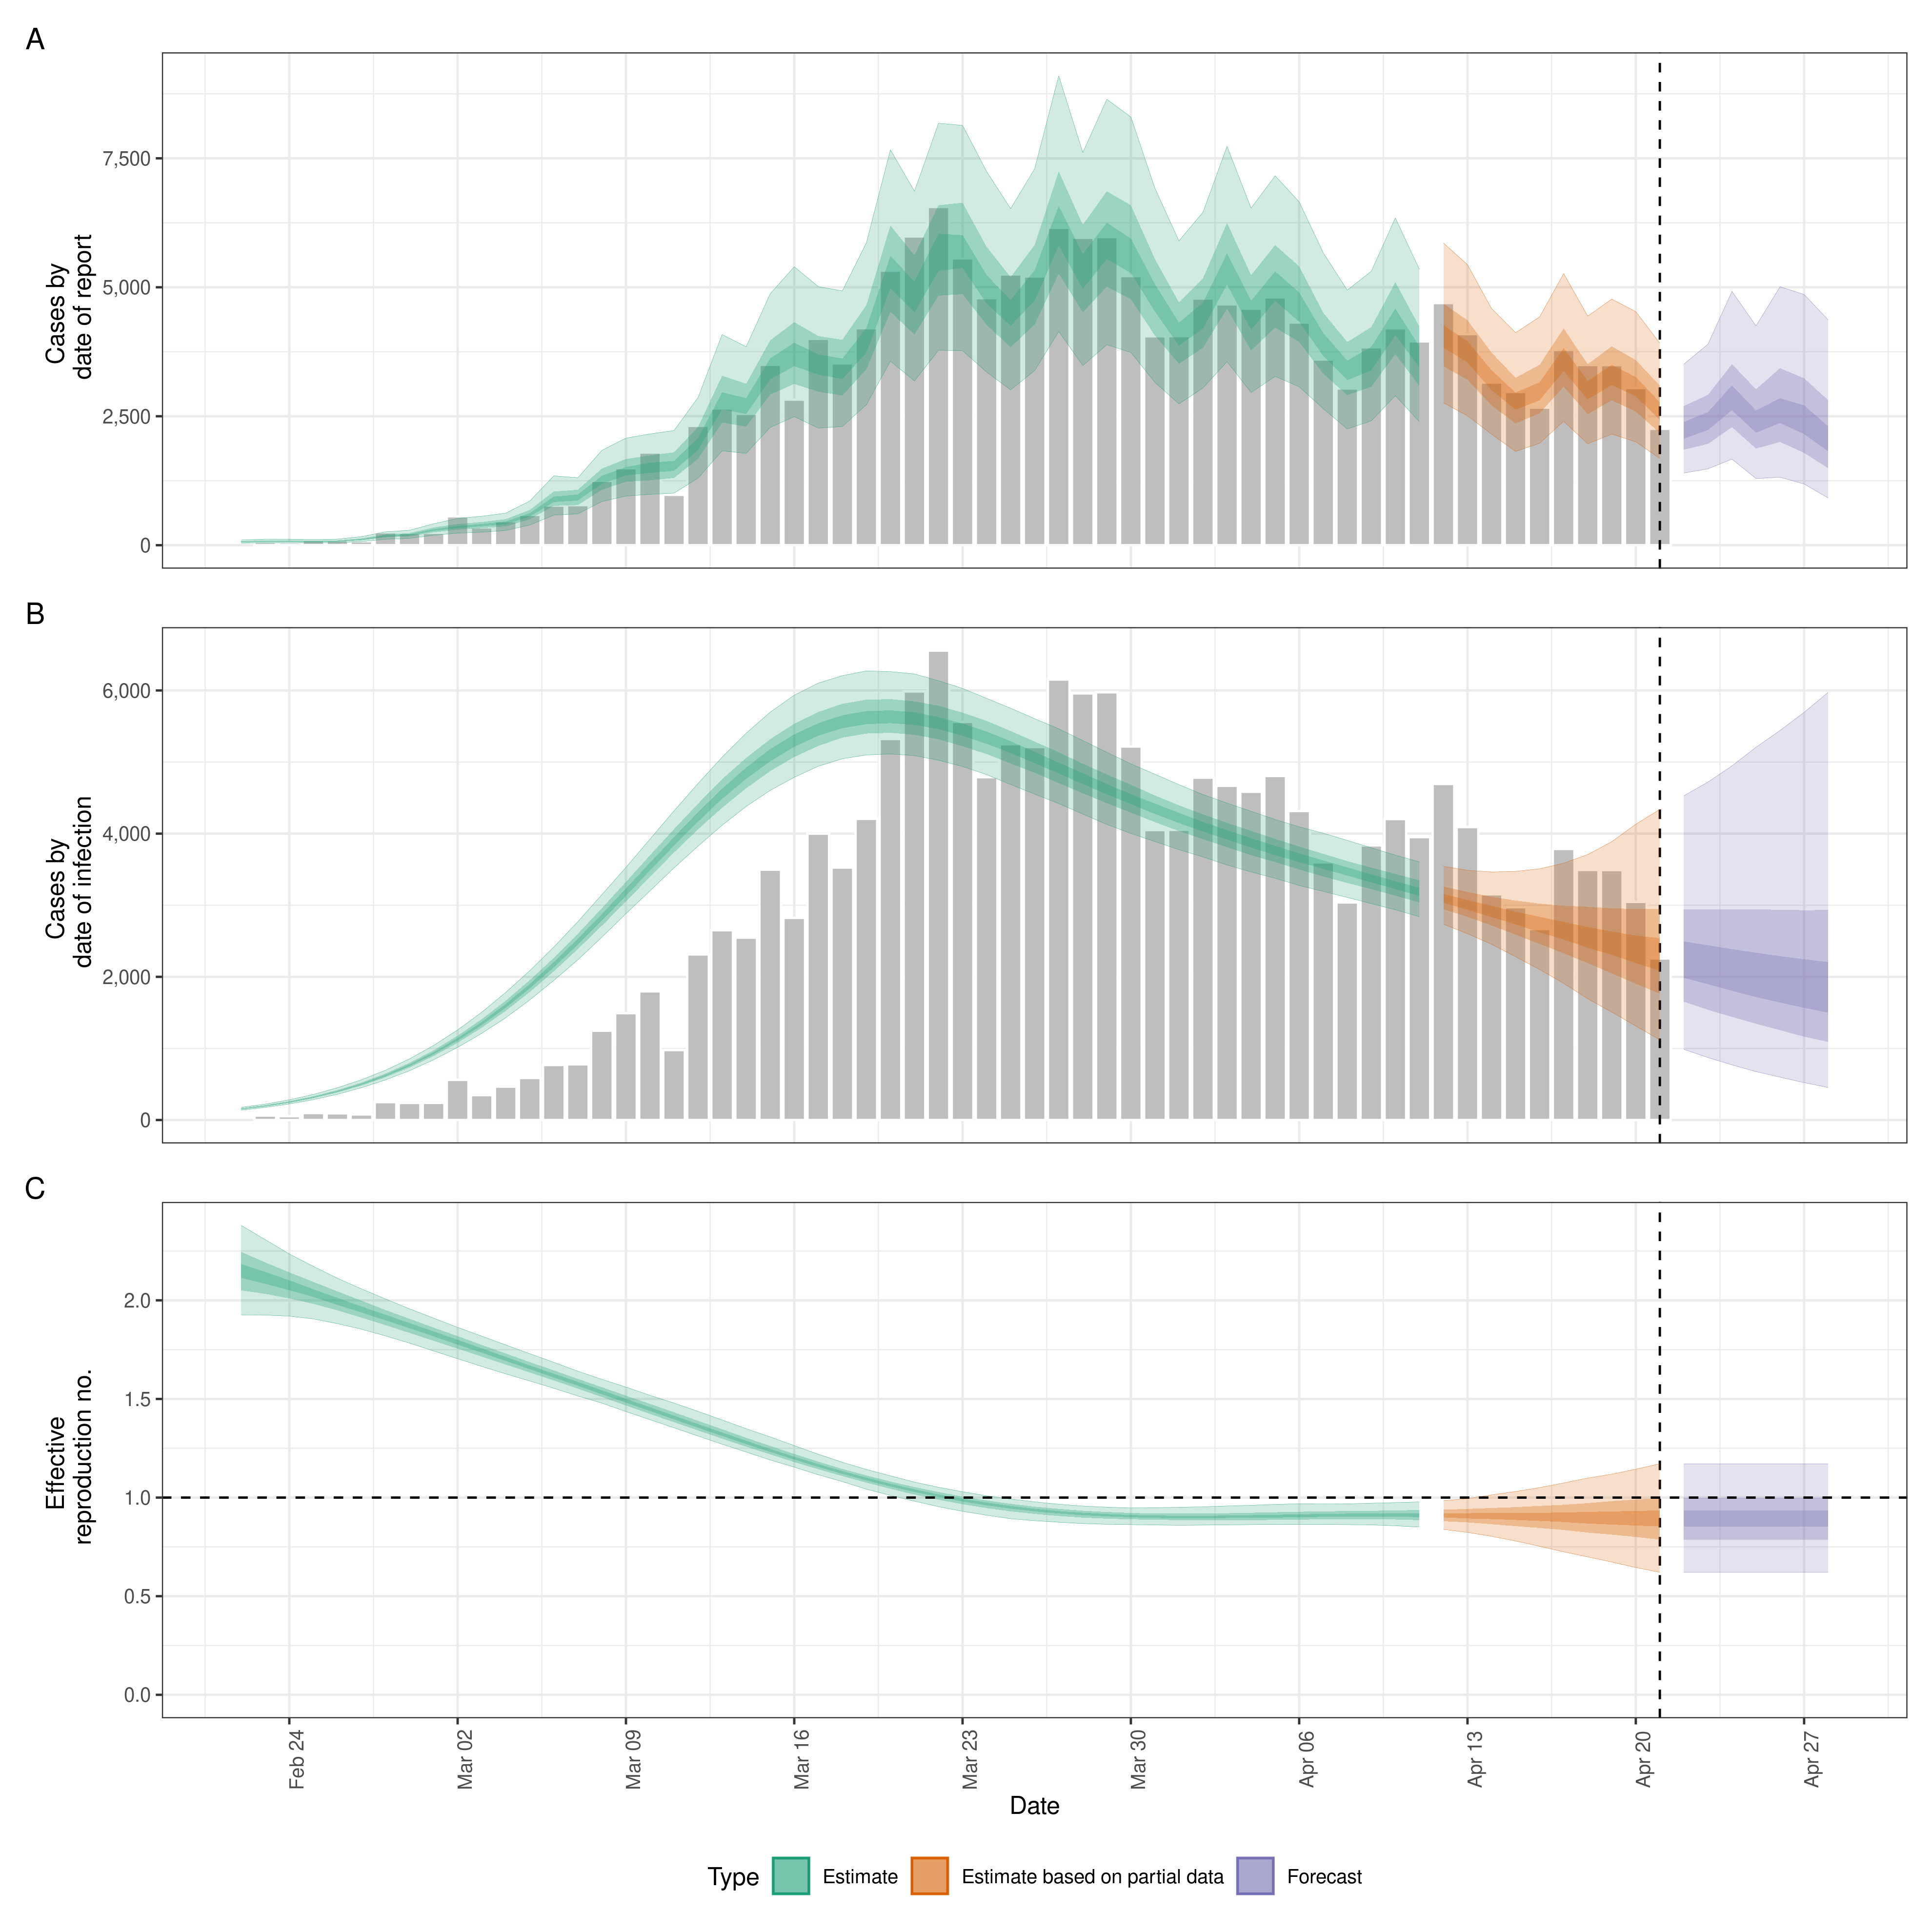 A
Cases by
date of report
7,500
5,000
2,500
0
B
Cases by
date of infection
6,000
4,000
2,000
0
C
Effective
reproduction no.
2.0
1.5
1.0
0.5
0.0
Feb 24
Mar 02
Mar 09
Mar 16
Mar 23
Mar 30
Apr 06
Apr 13
Apr 20
Apr 27
Date
Type Estimate Estimate based on partial data Forecast